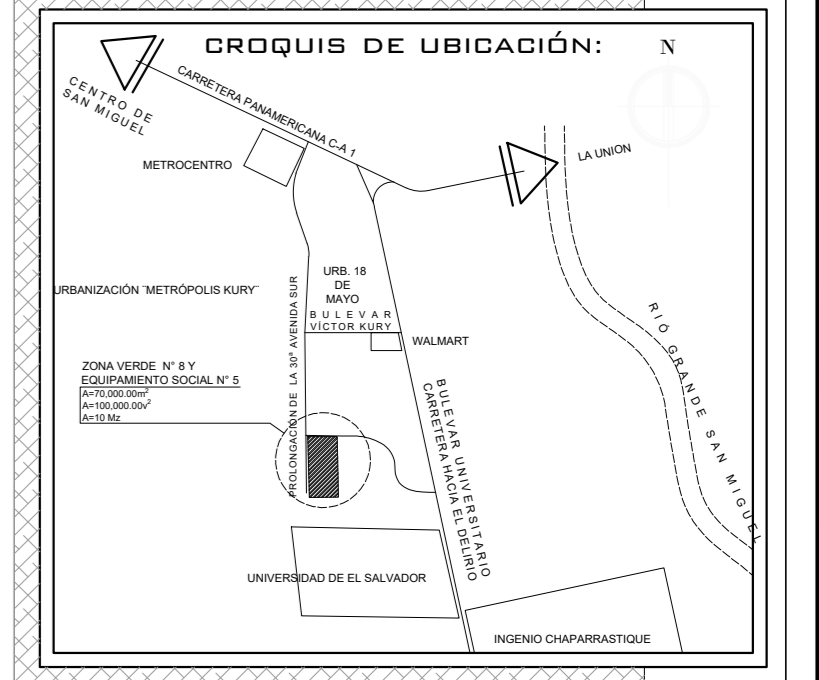 CROQUIS DE UBICACIÓN:
N
CENTRO DE
SAN MIGUEL
CARRETERA PANAMERICANA C-A 1
METROCENTRO
LA UNION
URBANIZACIÓN ¨METRÓPOLIS KURY¨
URB. 18
DE
MAYO
BULEVAR
VÍCTOR KURY
WALMART
PROLONGACIÓN DE LA 30ª AVENIDA SUR
RIÓ GRANDE SAN MIGUEL
ZONA VERDE N° 8 Y
EQUIPAMIENTO SOCIAL N° 5
A=70,000.00m²
A=100,000.00v²
A=10 Mz
BULEVAR UNIVERSITARIO
CARRETERA HACIA EL DELIRIO
UNIVERSIDAD DE EL SALVADOR
INGENIO CHAPARRASTIQUE